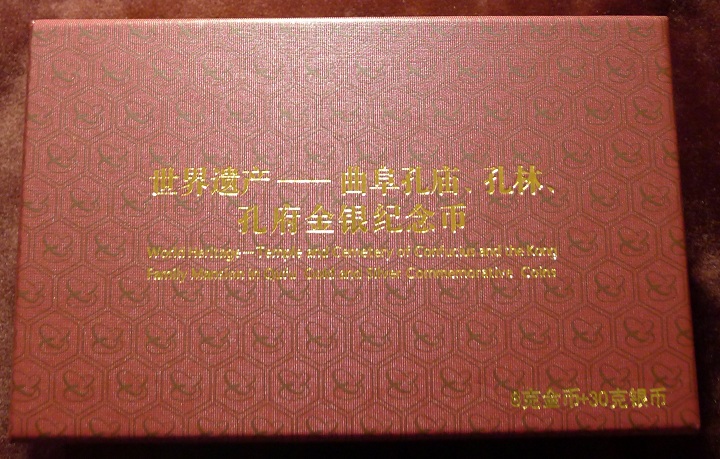 世界遗产——曲阜孔庙、孔林、
孔府金银纪念币
World Heritage—Temple and Cemetery of Confucius and the Kong
Family Mansion in Qufu Gold and Silver Commemorative Coins
8克金币+30克银币